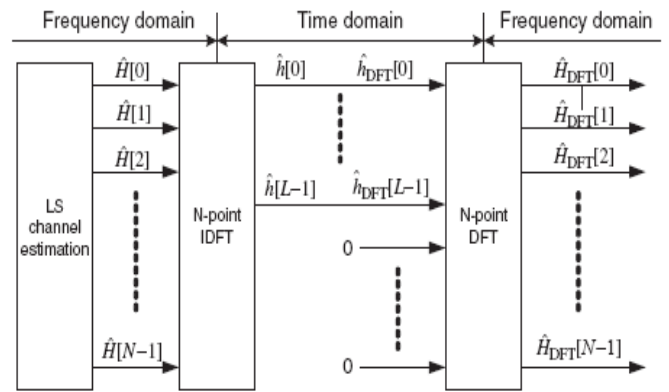 Frequency domain Time domain Frequency domain
Ĥ[0] ĥ[0] ĥ_DFT[0] Ĥ_DFT[0]
Ĥ[1] Ĥ_DFT[1]
Ĥ[2] Ĥ_DFT[2]
LS
channel
estimation
N-point
IDFT
ĥ[L−1] ĥ_DFT[L−1]
N-point
DFT
0
0
Ĥ[N−1] Ĥ_DFT[N−1]